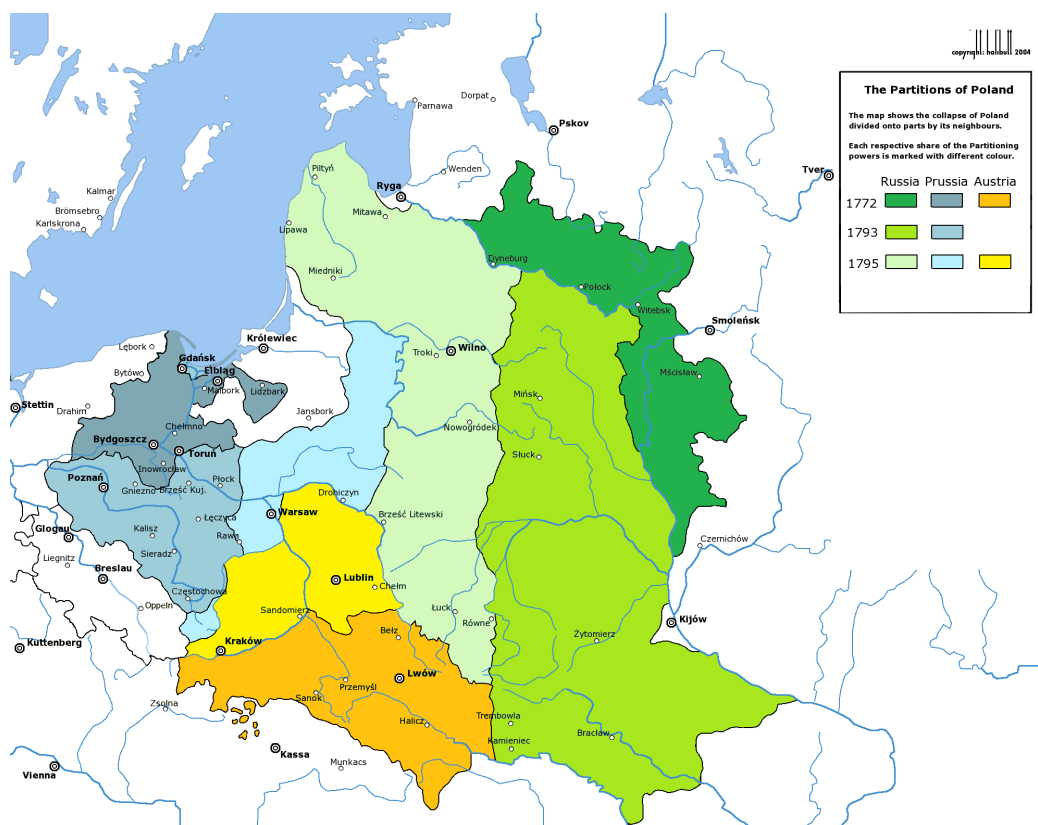 copyright: halibutt 2004
The Partitions of Poland
The map shows the collapse of Poland
divided onto parts by its neighbours.
Each respective share of the Partitioning
powers is marked with different colour.
Russia Prussia Austria
1772
1793
1795
Parnawa
Dorpat
Pskov
Tver
Piltyń
Wenden
Ryga
Kalmar
Brömsebro
Karlskrona
Mitawa
Lipawa
Dyneburg
Miedniki
Połock
Witebsk
Smoleńsk
Lębork
Królewiec
Wilno
Troki
Gdańsk
Elbląg
Bytów
Malbork
Lidzbark
Mścisław
Stettin
Drahim
Jansbork
Mińsk
Chełmno
Nowogródek
Bydgoszcz
Toruń
Słuck
Inowrocław
Poznań
Gniezno
Brześć Kuj.
Płock
Drohiczyn
Warsaw
Brześć Litewski
Łęczyca
Glogau
Kalisz
Rawa
Czernichów
Liegnitz
Sieradz
Breslau
Lublin
Chełm
Częstochowa
Oppeln
Sandomierz
Łuck
Równe
Kijów
Kuttenberg
Kraków
Bełz
Żytomierz
Lwów
Przemyśl
Sanok
Zsolna
Halicz
Trembowla
Bracław
Kamieniec
Kassa
Munkacs
Vienna